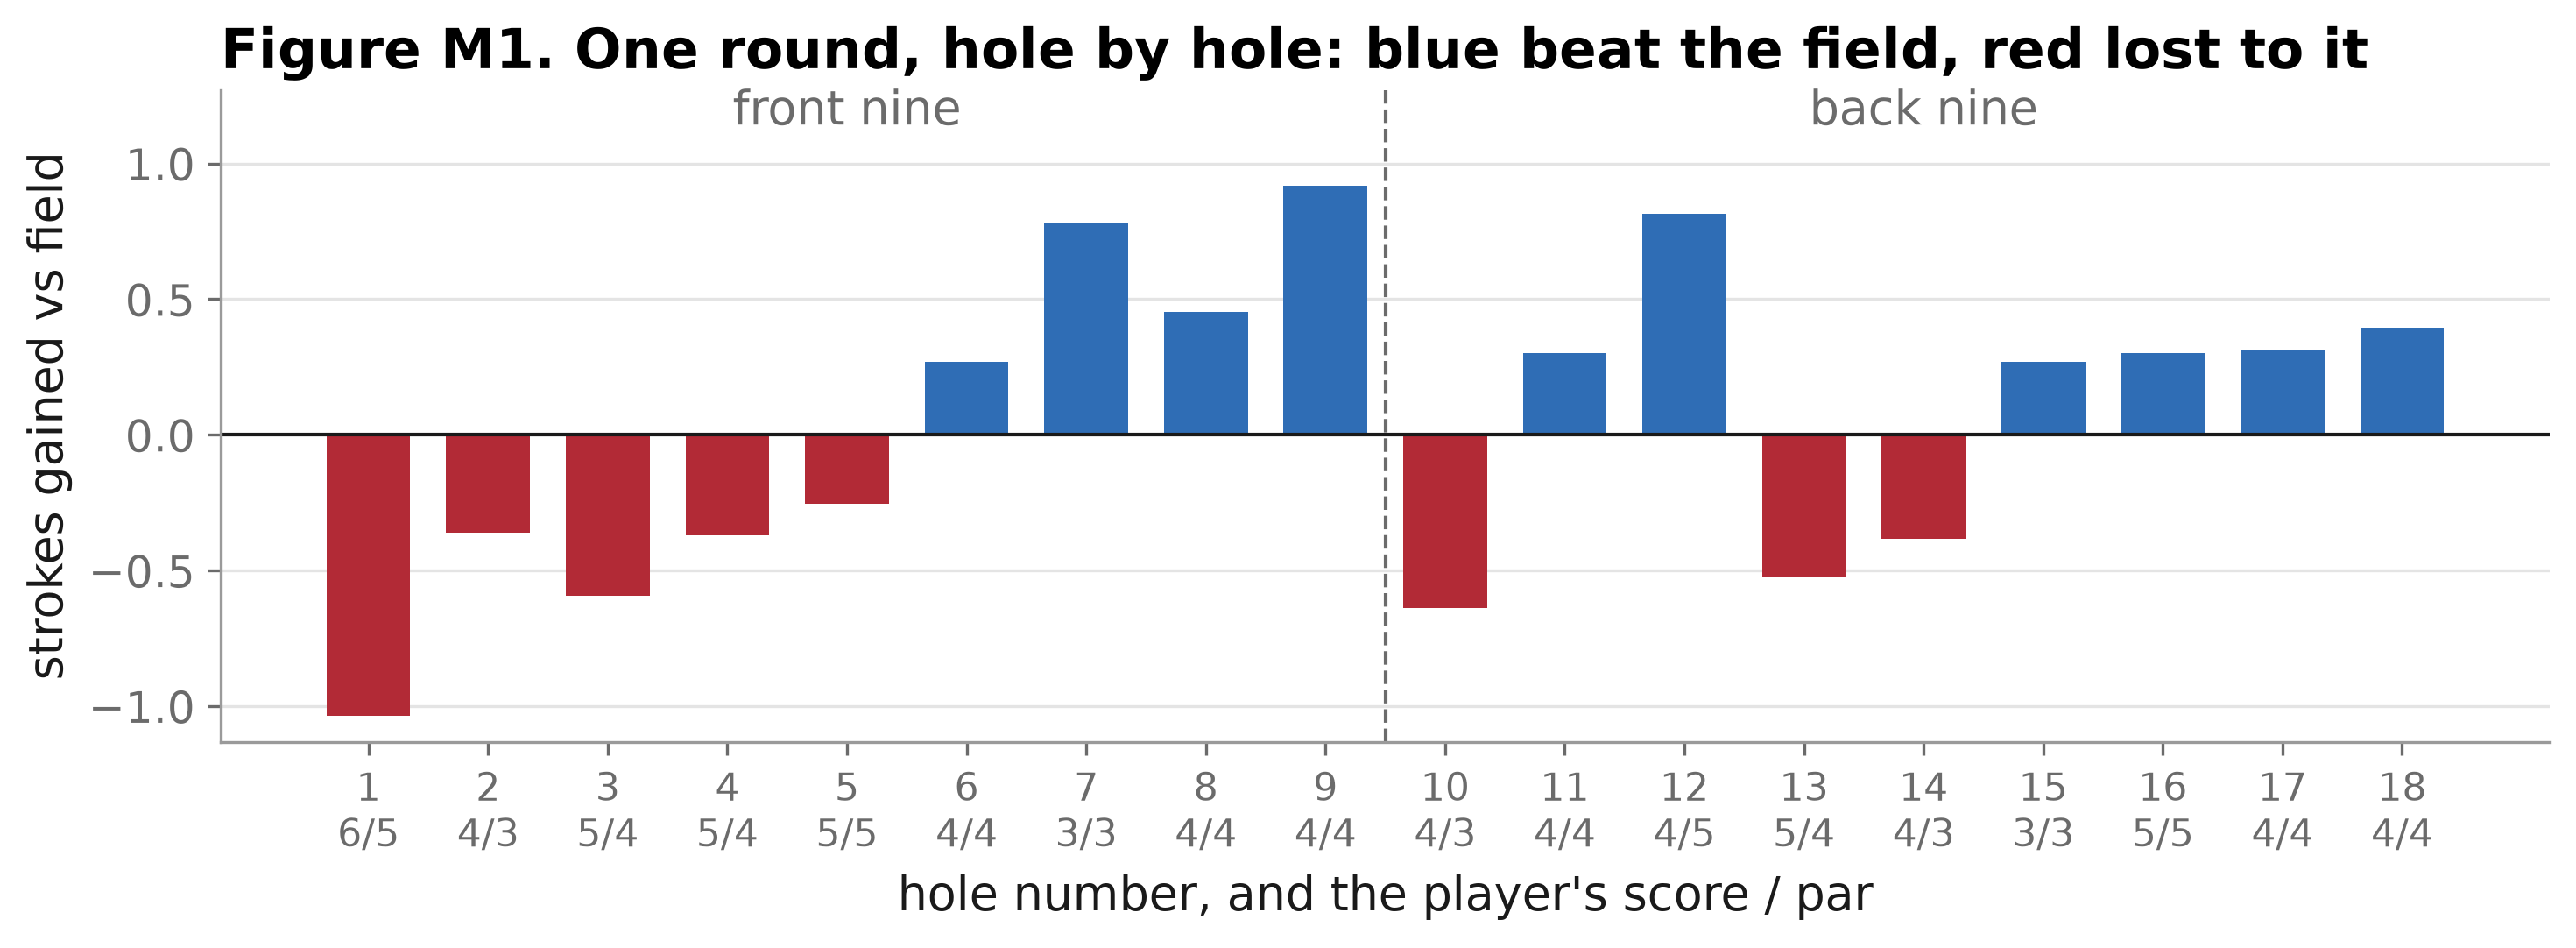 Figure M1. One round, hole by hole: blue beat the field, red lost to it
front nine
back nine
strokes gained vs field
1.0
0.5
0.0
−0.5
−1.0
1 2 3 4 5 6 7 8 9 10 11 12 13 14 15 16 17 18
6/5 4/3 5/4 5/4 5/5 4/4 3/3 4/4 4/4 4/3 4/4 4/5 5/4 4/3 3/3 5/5 4/4 4/4
hole number, and the player's score / par